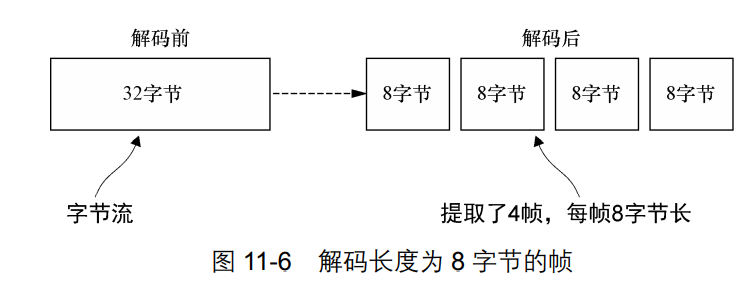 解码前
解码后
32字节
8字节
8字节
8字节
8字节
字节流
提取了4帧，每帧8字节长
图 11-6 解码长度为 8 字节的帧